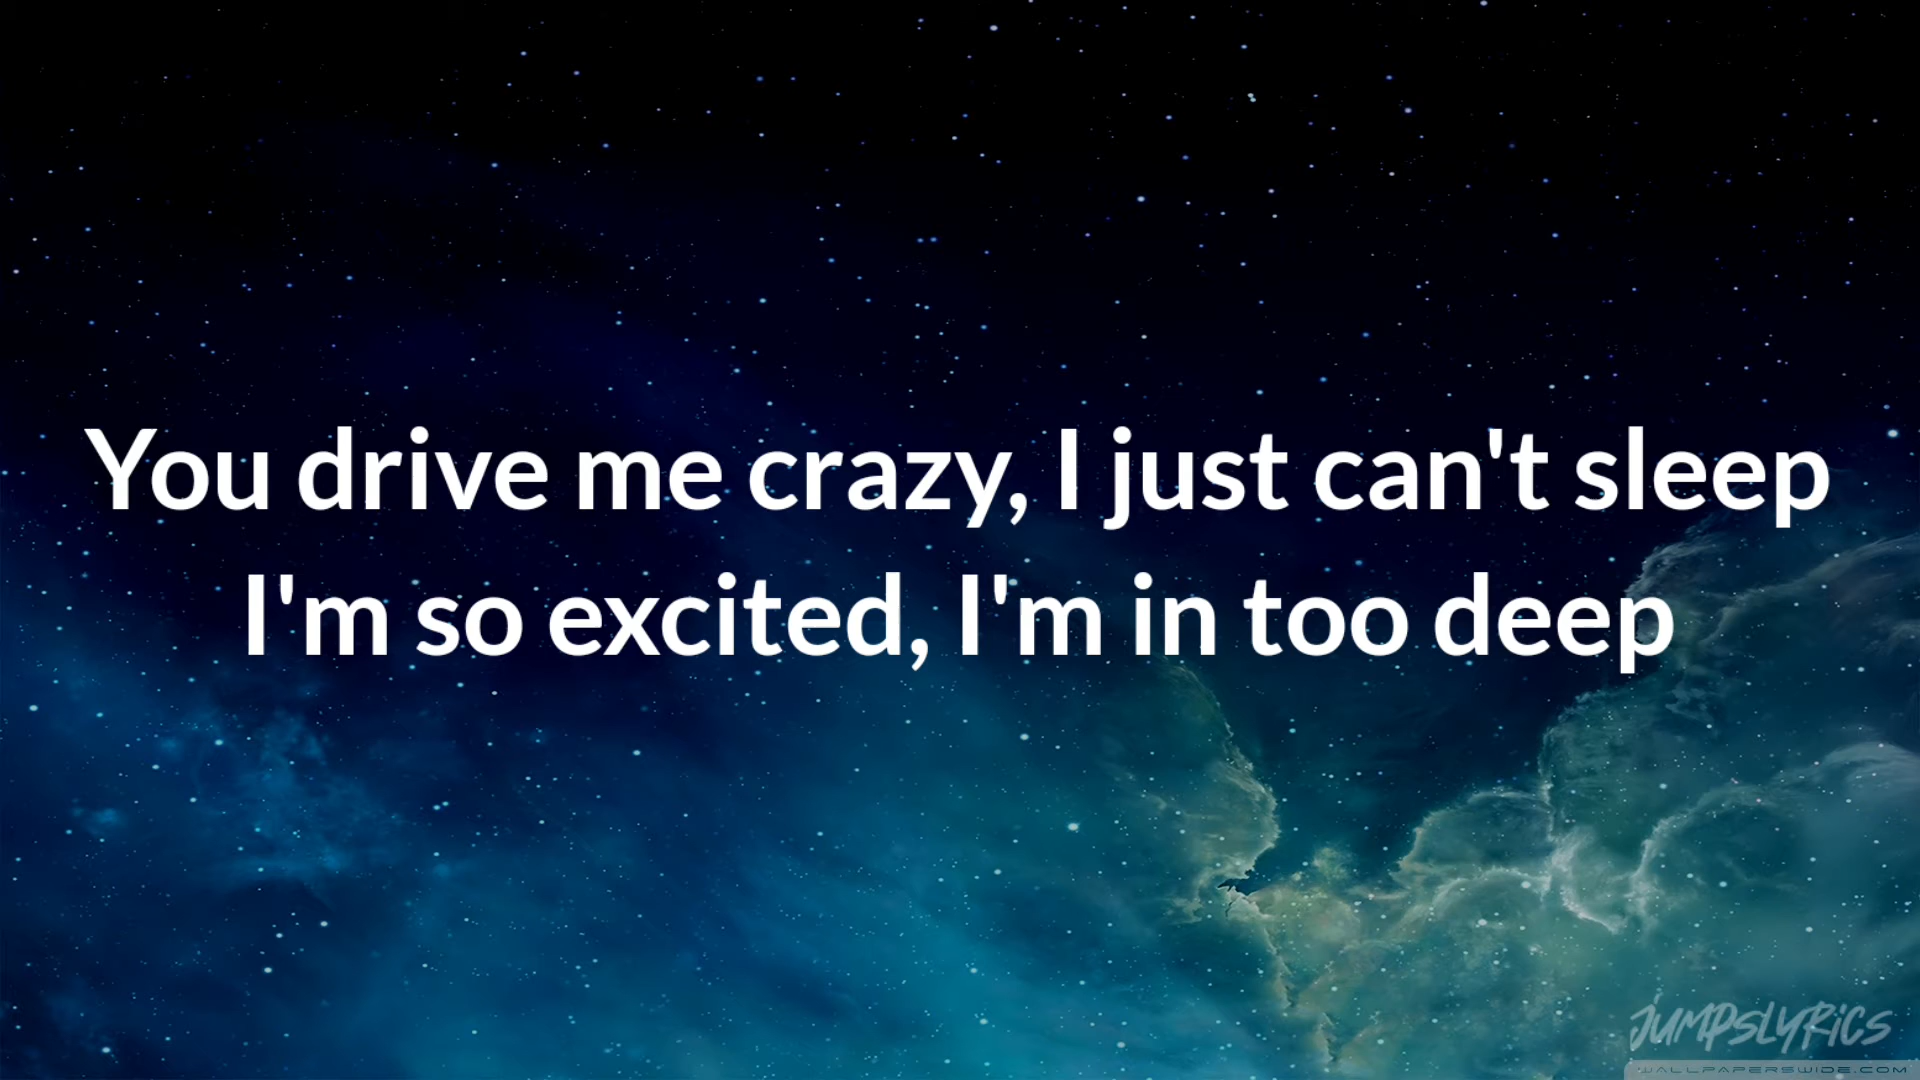 You drive me crazy, I just can't sleep
I'm so excited, I'm in too deep
JUMPSLYRICS
WALLPAPERSWIDE.COM